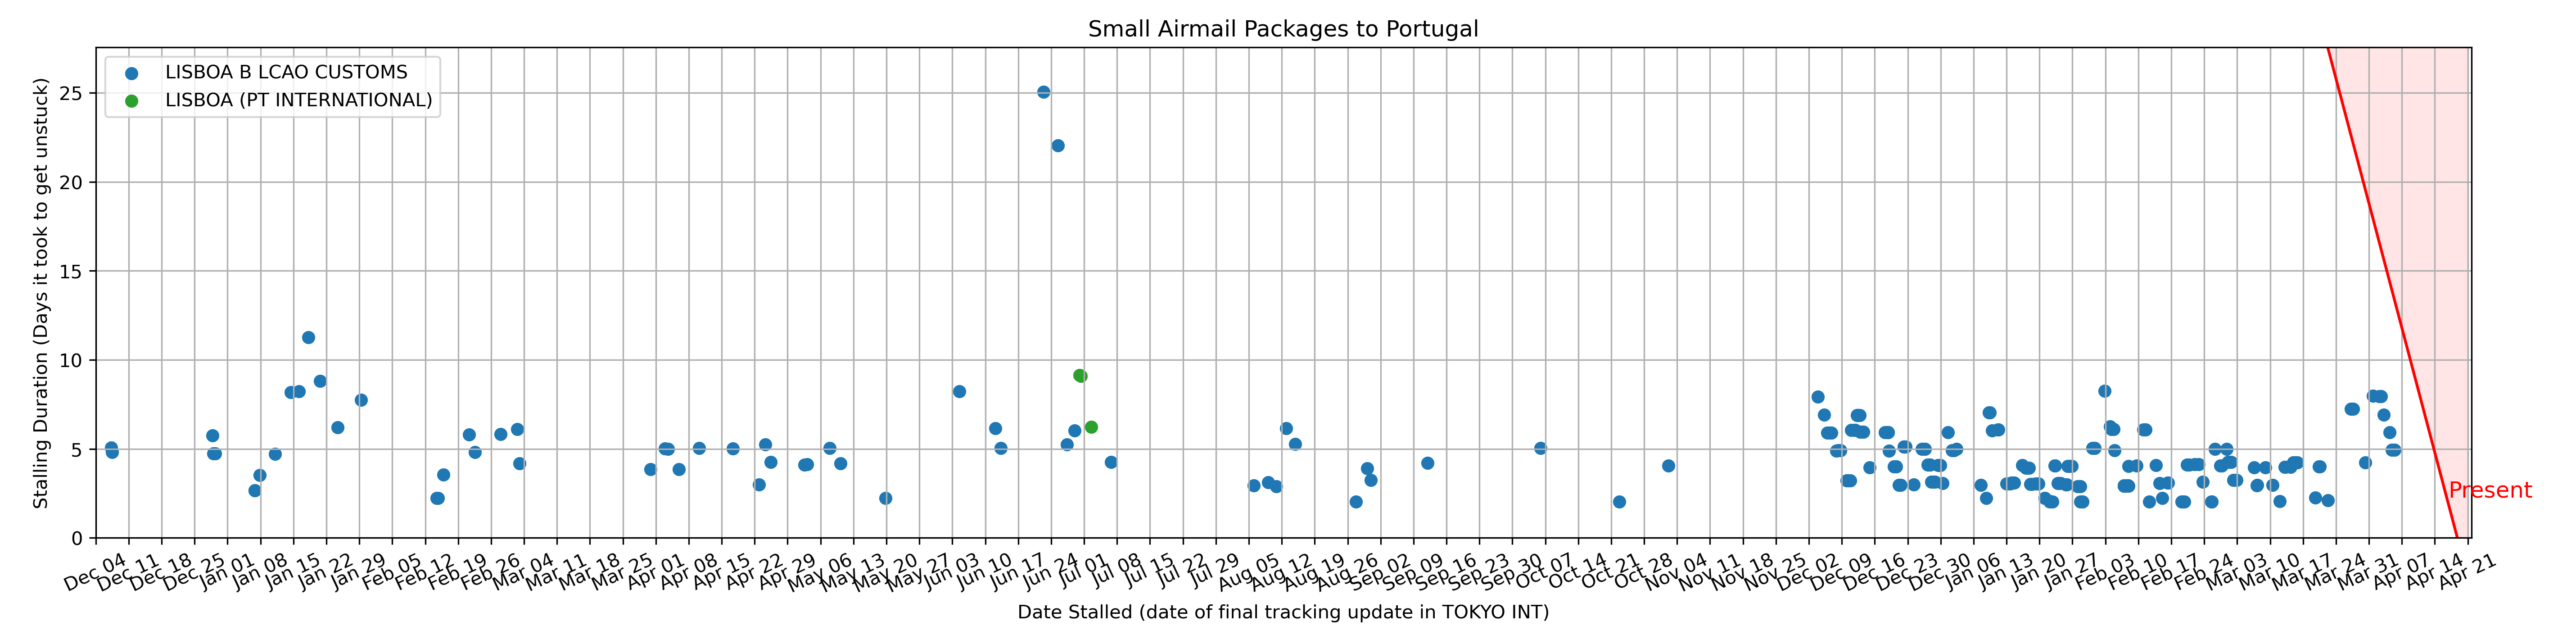 Small Airmail Packages to Portugal
LISBOA B LCAO CUSTOMS
LISBOA (PT INTERNATIONAL)
Stalling Duration (Days it took to get unstuck)
25
20
15
10
5
0
Present
Dec 04
Dec 11
Dec 18
Dec 25
Jan 01
Jan 08
Jan 15
Jan 22
Jan 29
Feb 05
Feb 12
Feb 19
Feb 26
Mar 04
Mar 11
Mar 18
Mar 25
Apr 01
Apr 08
Apr 15
Apr 22
Apr 29
May 06
May 13
May 20
May 27
Jun 03
Jun 10
Jun 17
Jun 24
Jul 01
Jul 08
Jul 15
Jul 22
Jul 29
Aug 05
Aug 12
Aug 19
Aug 26
Sep 02
Sep 09
Sep 16
Sep 23
Sep 30
Oct 07
Oct 14
Oct 21
Oct 28
Nov 04
Nov 11
Nov 18
Nov 25
Dec 02
Dec 09
Dec 16
Dec 23
Dec 30
Jan 06
Jan 13
Jan 20
Jan 27
Feb 03
Feb 10
Feb 17
Feb 24
Mar 03
Mar 10
Mar 17
Mar 24
Mar 31
Apr 07
Apr 14
Apr 21
Date Stalled (date of final tracking update in TOKYO INT)